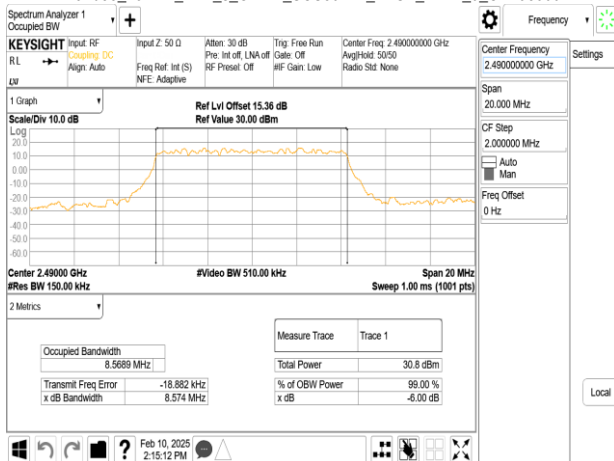 Spectrum Analyzer 1
Occupied BW
Frequency
KEYSIGHT
RL
Input: RF
Coupling: DC
Align: Auto
Input Z: 50 Ω
Freq Ref: Int (S)
NFE: Adaptive
Atten: 30 dB
Pre: Int off, LNA off
RF Presel: Off
Trig: Free Run
Gate: Off
#IF Gain: Low
Center Freq: 2.490000000 GHz
Avg|Hold: 50/50
Radio Std: None
Center Frequency
2.490000000 GHz
Settings
Span
20.000 MHz
CF Step
2.000000 MHz
Auto
Man
Freq Offset
0 Hz
Local
1 Graph
Scale/Div 10.0 dB
Ref Lvl Offset 15.36 dB
Ref Value 30.00 dBm
Log
20.0
10.0
0.00
-10.0
-20.0
-30.0
-40.0
-50.0
-60.0
Center 2.49000 GHz
#Video BW 510.00 kHz
Span 20 MHz
#Res BW 150.00 kHz
Sweep 1.00 ms (1001 pts)
2 Metrics
Measure Trace Trace 1
Occupied Bandwidth
8.5689 MHz
Total Power 30.8 dBm
Transmit Freq Error -18.882 kHz
% of OBW Power 99.00 %
x dB Bandwidth 8.574 MHz
x dB -6.00 dB
?
Feb 10, 2025
2:15:12 PM